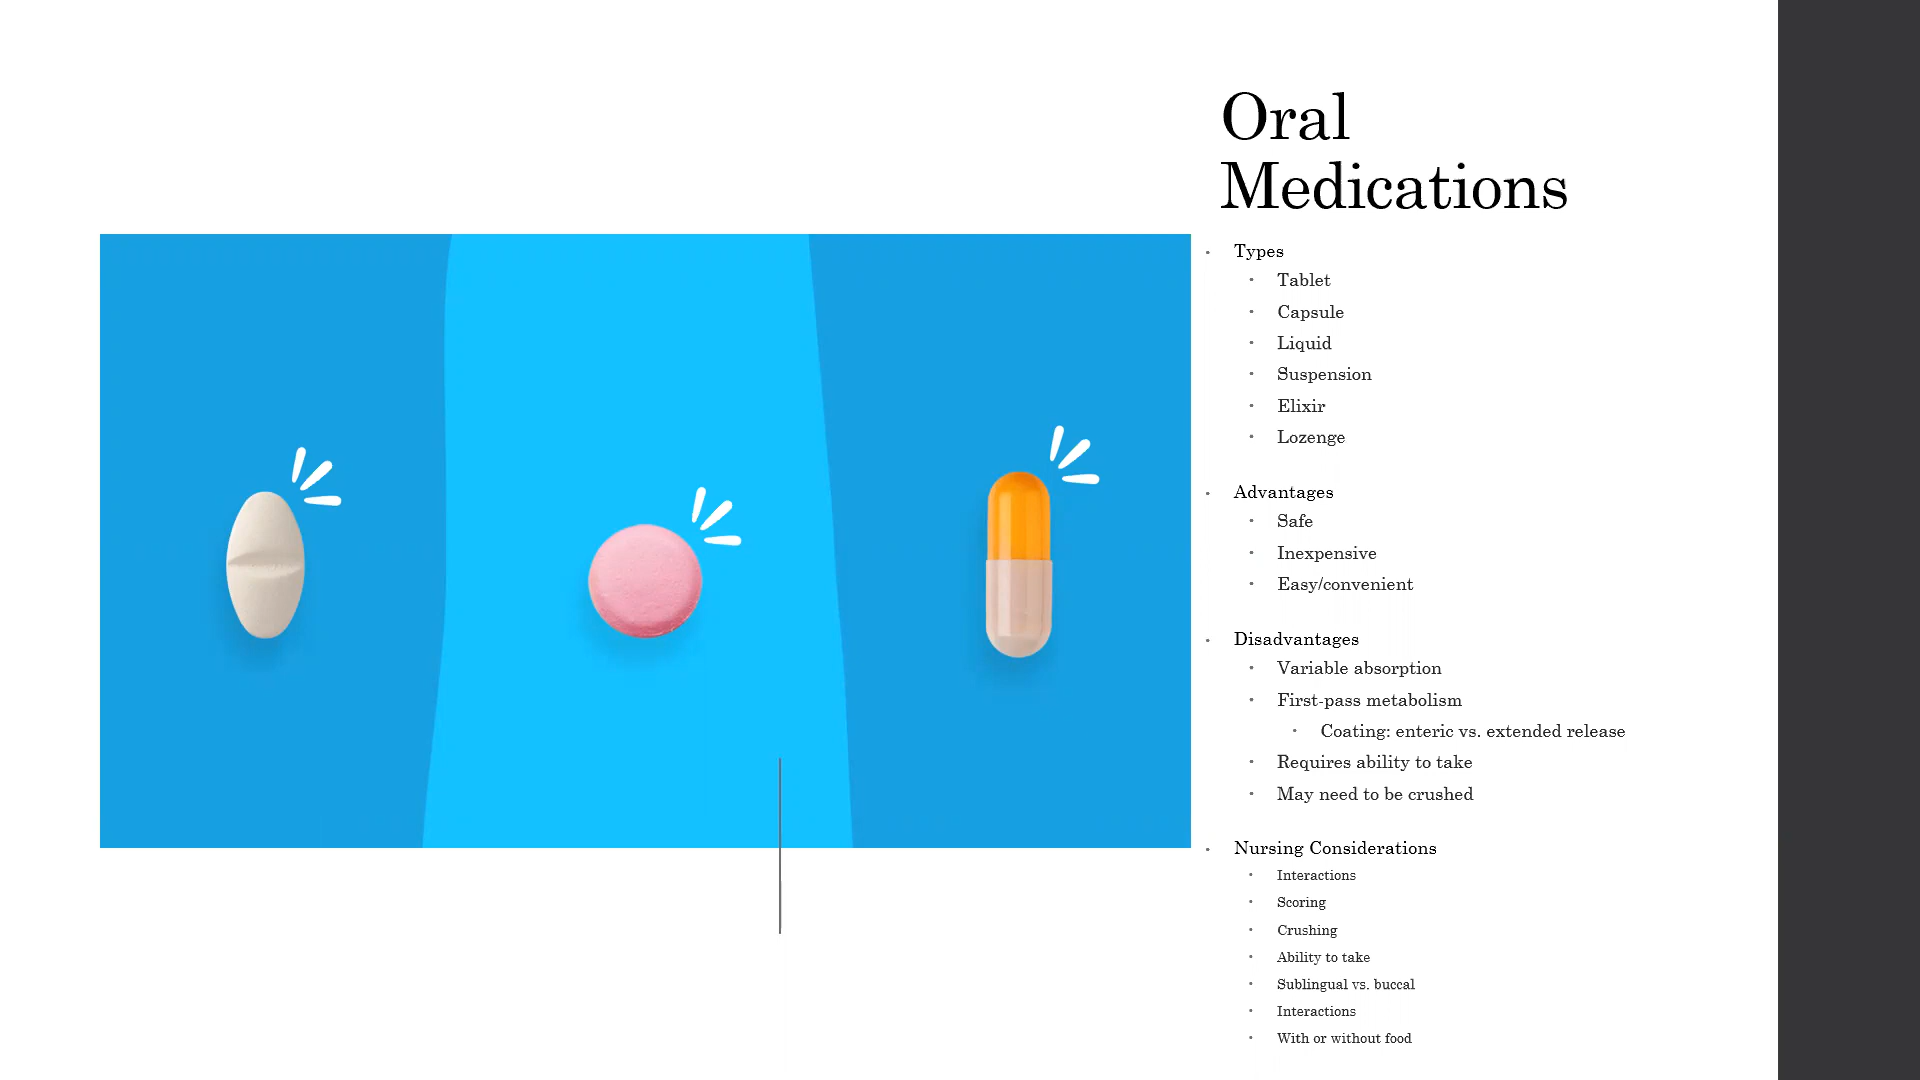 Oral
Medications
Types
Tablet
Capsule
Liquid
Suspension
Elixir
Lozenge
Advantages
Safe
Inexpensive
Easy/convenient
Disadvantages
Variable absorption
First-pass metabolism
Coating: enteric vs. extended release
Requires ability to take
May need to be crushed
Nursing Considerations
Interactions
Scoring
Crushing
Ability to take
Sublingual vs. buccal
Interactions
With or without food